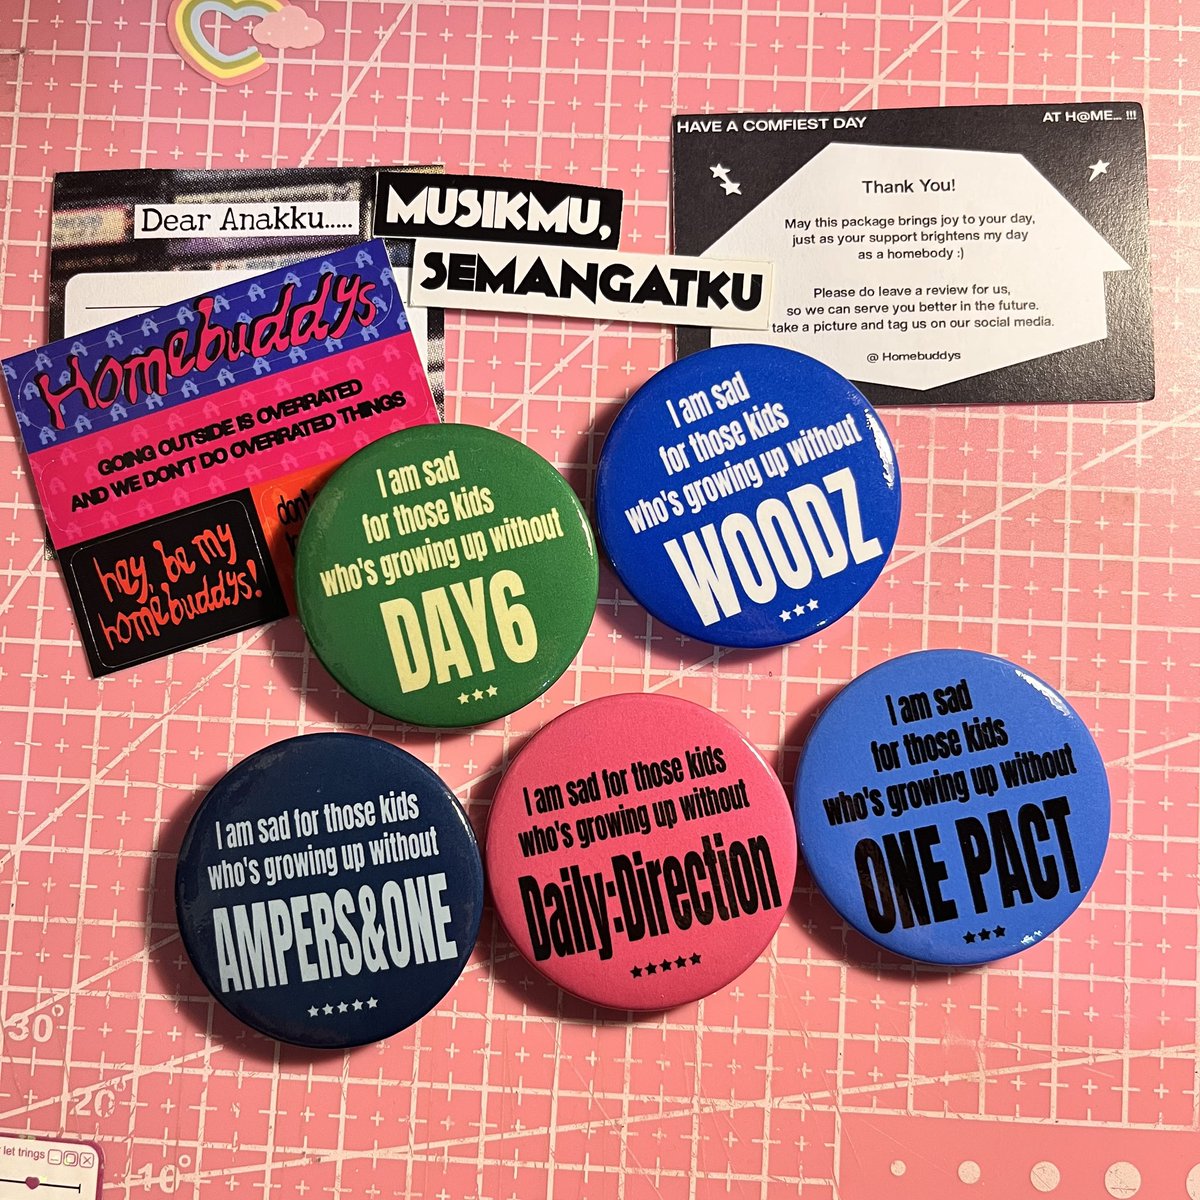 HAVE A COMFIEST DAY
AT H@ME... !!!
Thank You!
May this package brings joy to your day,
just as your support brightens my day
as a homebody :)
Please do leave a review for us,
so we can serve you better in the future.
take a picture and tag us on our social media.
@ Homebuddys
Dear Anakku.....
MUSIKMU,
SEMANGATKU
Homebuddys
GOING OUTSIDE IS OVERRATED
AND WE DON'T DO OVERRATED THINGS
hey, be my
homebuddys!
don't
I am sad
for those kids
who's growing up without
DAY6
I am sad
for those kids
who's growing up without
WOODZ
I am sad for those kids
who's growing up without
AMPERS&ONE
I am sad for those kids
who's growing up without
Daily:Direction
I am sad
for those kids
who's growing up without
ONE PACT
30°
20°
10°
let trings